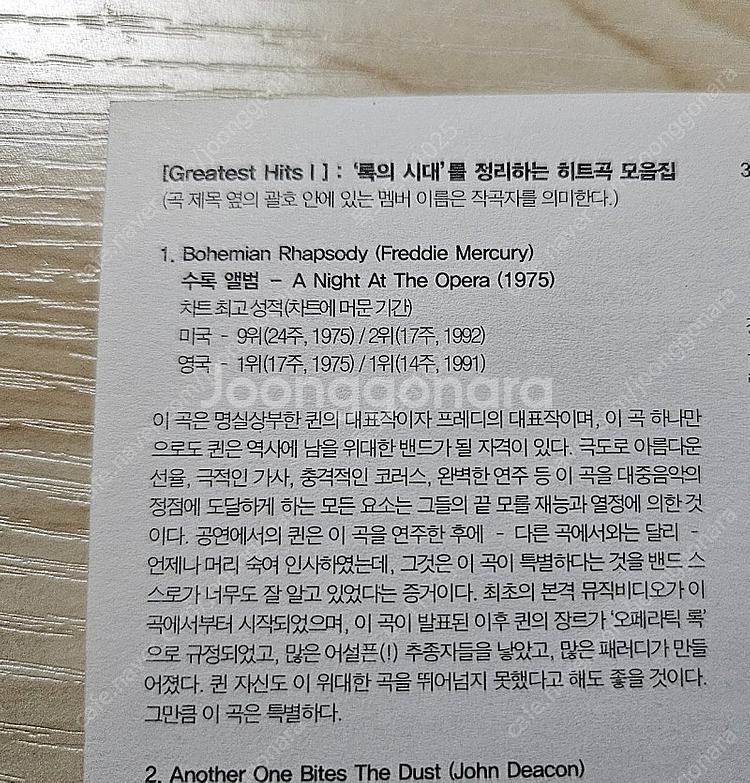 [Greatest Hits I] : '록의 시대'를 정리하는 히트곡 모음집
(곡 제목 옆의 괄호 안에 있는 멤버 이름은 작곡자를 의미한다.)
1. Bohemian Rhapsody (Freddie Mercury)
수록 앨범 - A Night At The Opera (1975)
차트 최고 성적(차트에 머문 기간)
미국 - 9위(24주, 1975) / 2위(17주, 1992)
영국 - 1위(17주, 1975) / 1위(14주, 1991)
Joonggonara
이 곡은 명실상부한 퀸의 대표작이자 프레디의 대표작이며, 이 곡 하나만
으로도 퀸은 역사에 남을 위대한 밴드가 될 자격이 있다. 극도로 아름다운
선율, 극적인 가사, 충격적인 코러스, 완벽한 연주 등 이 곡을 대중음악의
정점에 도달하게 하는 모든 요소는 그들의 끝 모를 재능과 열정에 의한 것
이다. 공연에서의 퀸은 이 곡을 연주한 후에 - 다른 곡에서와는 달리 -
언제나 머리 숙여 인사하였는데, 그것은 이 곡이 특별하다는 것을 밴드 스
스로가 너무도 잘 알고 있었다는 증거이다. 최초의 본격 뮤직비디오가 이
곡에서부터 시작되었으며, 이 곡이 발표된 이후 퀸의 장르가 '오페라틱 록'
으로 규정되었고, 많은 어설픈(!) 추종자들을 낳았고, 많은 패러디가 만들
어졌다. 퀸 자신도 이 위대한 곡을 뛰어넘지 못했다고 해도 좋을 것이다.
그만큼 이 곡은 특별하다.
2. Another One Bites The Dust (John Deacon)
3